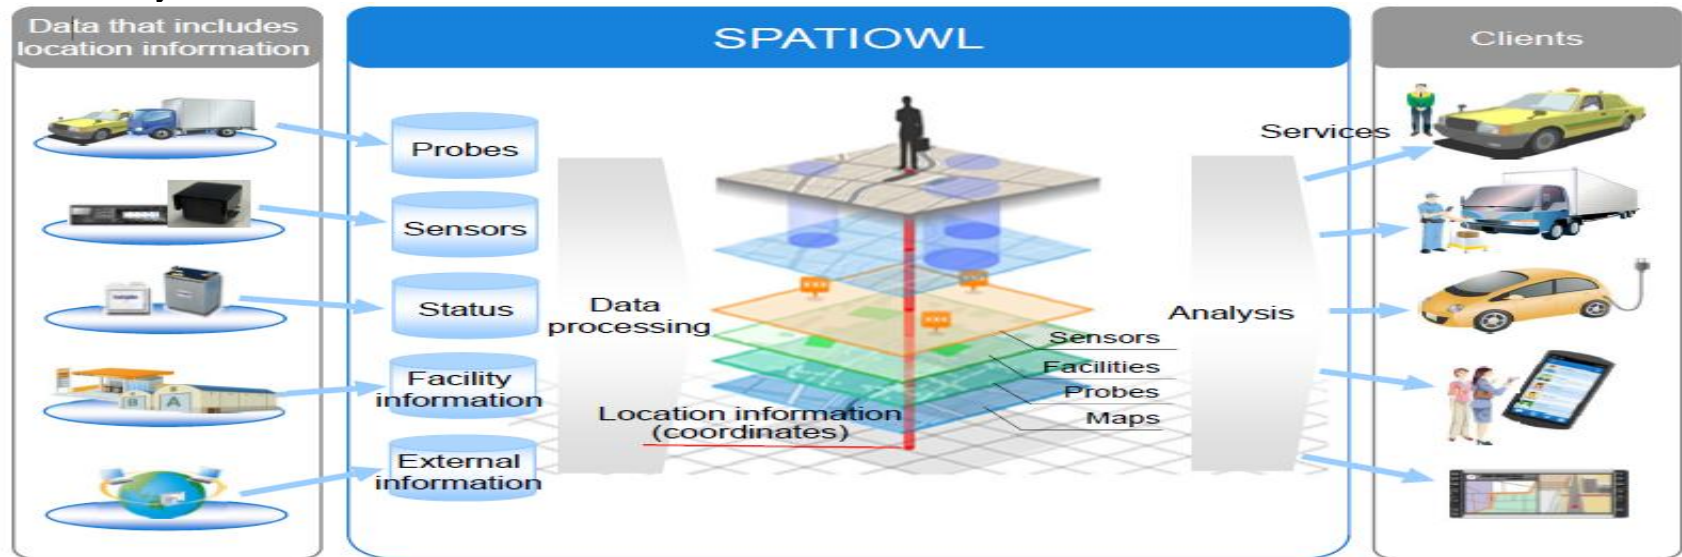 Data that includes
location information
SPATIOWL
Clients
Probes
Sensors
Status
Facility
information
External
information
Data
processing
Location information
(coordinates)
Sensors
Facilities
Probes
Maps
Services
Analysis
B
A